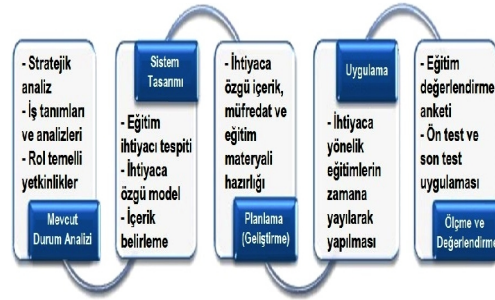 - Stratejik
analiz
- İş tanımları
ve analizleri
- Rol temelli
yetkinlikler
Mevcut
Durum Analizi
Sistem
Tasarımı
- Eğitim
ihtiyacı tespiti
- İhtiyaca
özgü model
- İçerik
belirleme
- İhtiyaca
özgü içerik,
müfredat ve
eğitim
materyali
hazırlığı
Planlama
(Geliştirme)
Uygulama
- İhtiyaca
yönelik
eğitimlerin
zamana
yayılarak
yapılması
- Eğitim
değerlendirme
anketi
- Ön test ve
son test
uygulaması
Ölçme ve
Değerlendirme